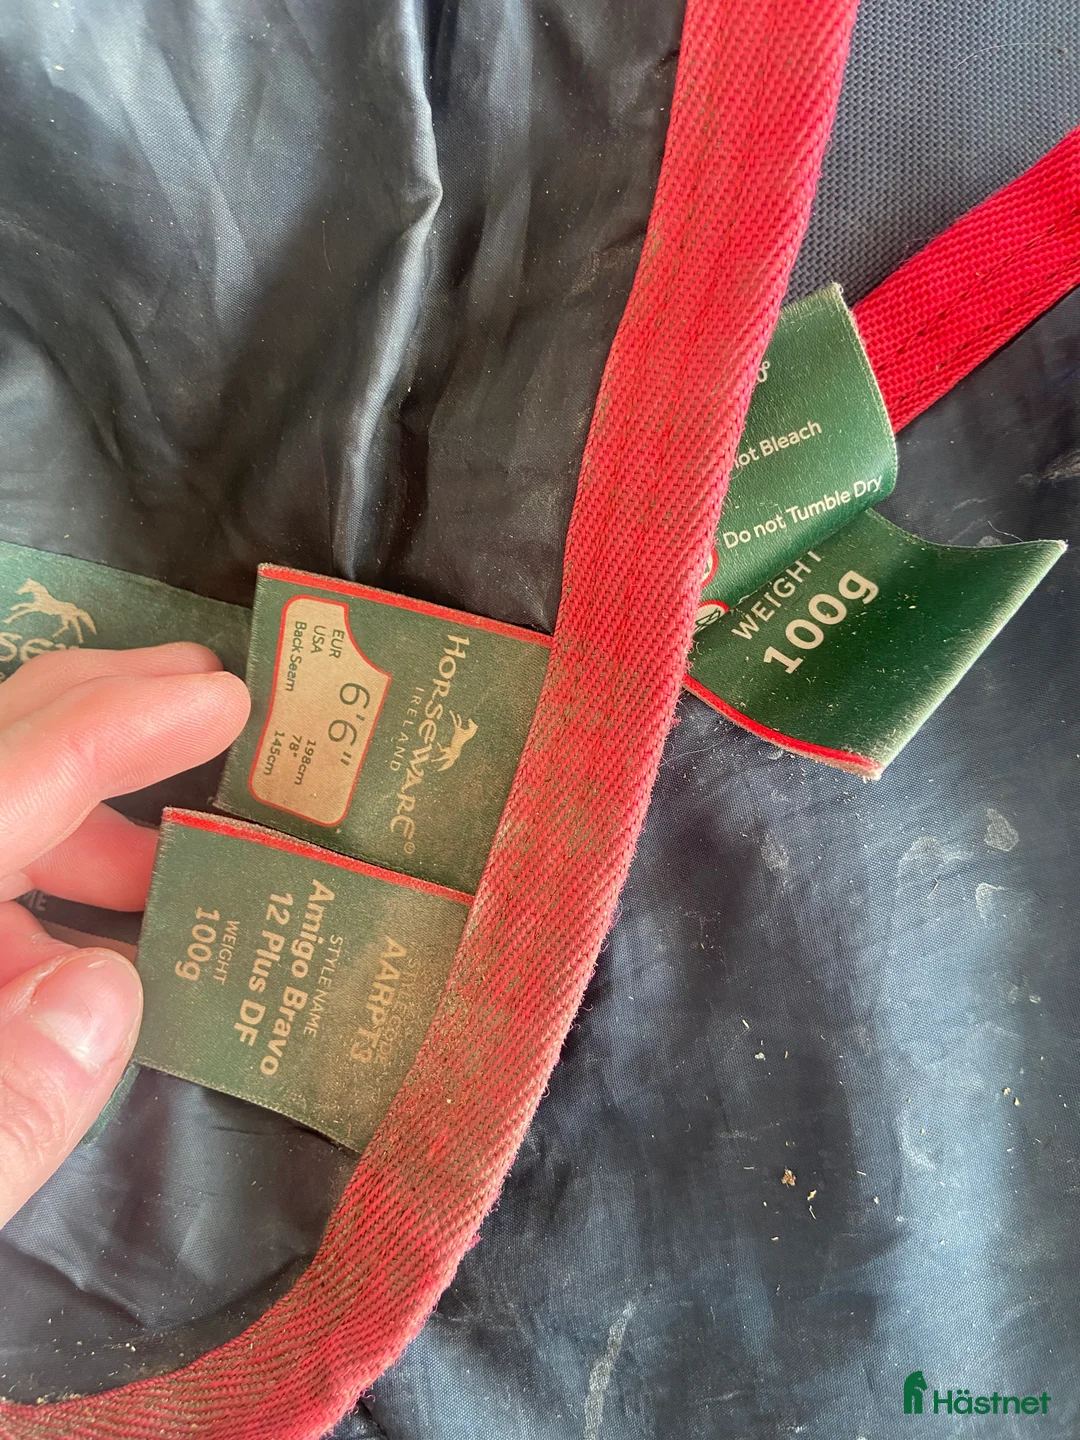 HORSEWARE®
IRELAND
6'6"
EUR 198cm
USA 78"
Back Seam 145cm
STYLE CODE
AARPT3
STYLE NAME
Amigo Bravo
12 Plus DF
WEIGHT
100g
not Bleach
Do not Tumble Dry
WEIGHT
100g
Hästnet